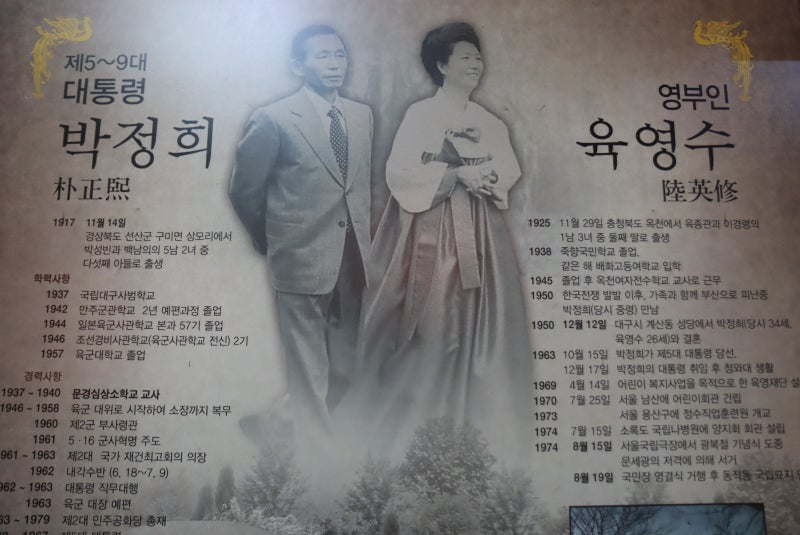 제5~9대
대통령
박정희
朴正熙
1917 11월 14일
경상북도 선산군 구미면 상모리에서
박성빈과 백남의의 5남 2녀 중
다섯째 아들로 출생
학력사항
1937 국립대구사범학교
1942 만주군관학교 2년 예편과정 졸업
1944 일본육군사관학교 본과 57기 졸업
1946 조선경비사관학교(육군사관학교 전신) 2기
1957 육군대학교 졸업
경력사항
1937 ~ 1940 문경심상소학교 교사
1946 ~ 1958 육군 대위로 시작하여 소장까지 복무
1960 제2군 부사령관
1961 5·16 군사혁명 주도
1961 ~ 1963 제2대 국가 재건최고회의 의장
1962 내각수반 (6. 18~7. 9)
1962 ~ 1963 대통령 직무대행
1963 육군 대장 예편
63 ~ 1979 제2대 민주공화당 총재
1967 제5대 대통령
영부인
육영수
陸英修
1925 11월 29일 충청북도 옥천에서 육종관과 이경령의
1남 3녀 중 둘째 딸로 출생
1938 죽향국민학교 졸업.
같은 해 배화고등여학교 입학
1945 졸업 후 옥천여자전수학교 교사로 근무
1950 한국전쟁 발발 이후, 가족과 함께 부산으로 피난중
박정희(당시 중령) 만남
1950 12월 12일 대구시 계산동 성당에서 박정희(당시 34세,
육영수 26세)와 결혼
1963 10월 15일 박정희가 제5대 대통령 당선.
12월 17일 박정희의 대통령 취임 후 청와대 생활
1969 4월 14일 어린이 복지사업을 목적으로 한 육영재단 설
1970 7월 25일 서울 남산에 어린이회관 건립
1973 서울 용산구에 정수직업훈련원 개교
1974 7월 15일 소록도 국립나병원에 양지회 회관 설립
1974 8월 15일 서울국립극장에서 광복절 기념식 도중
문세광의 저격에 의해 서거
8월 19일 국민장 영결식 거행 후 동작동 국립묘지